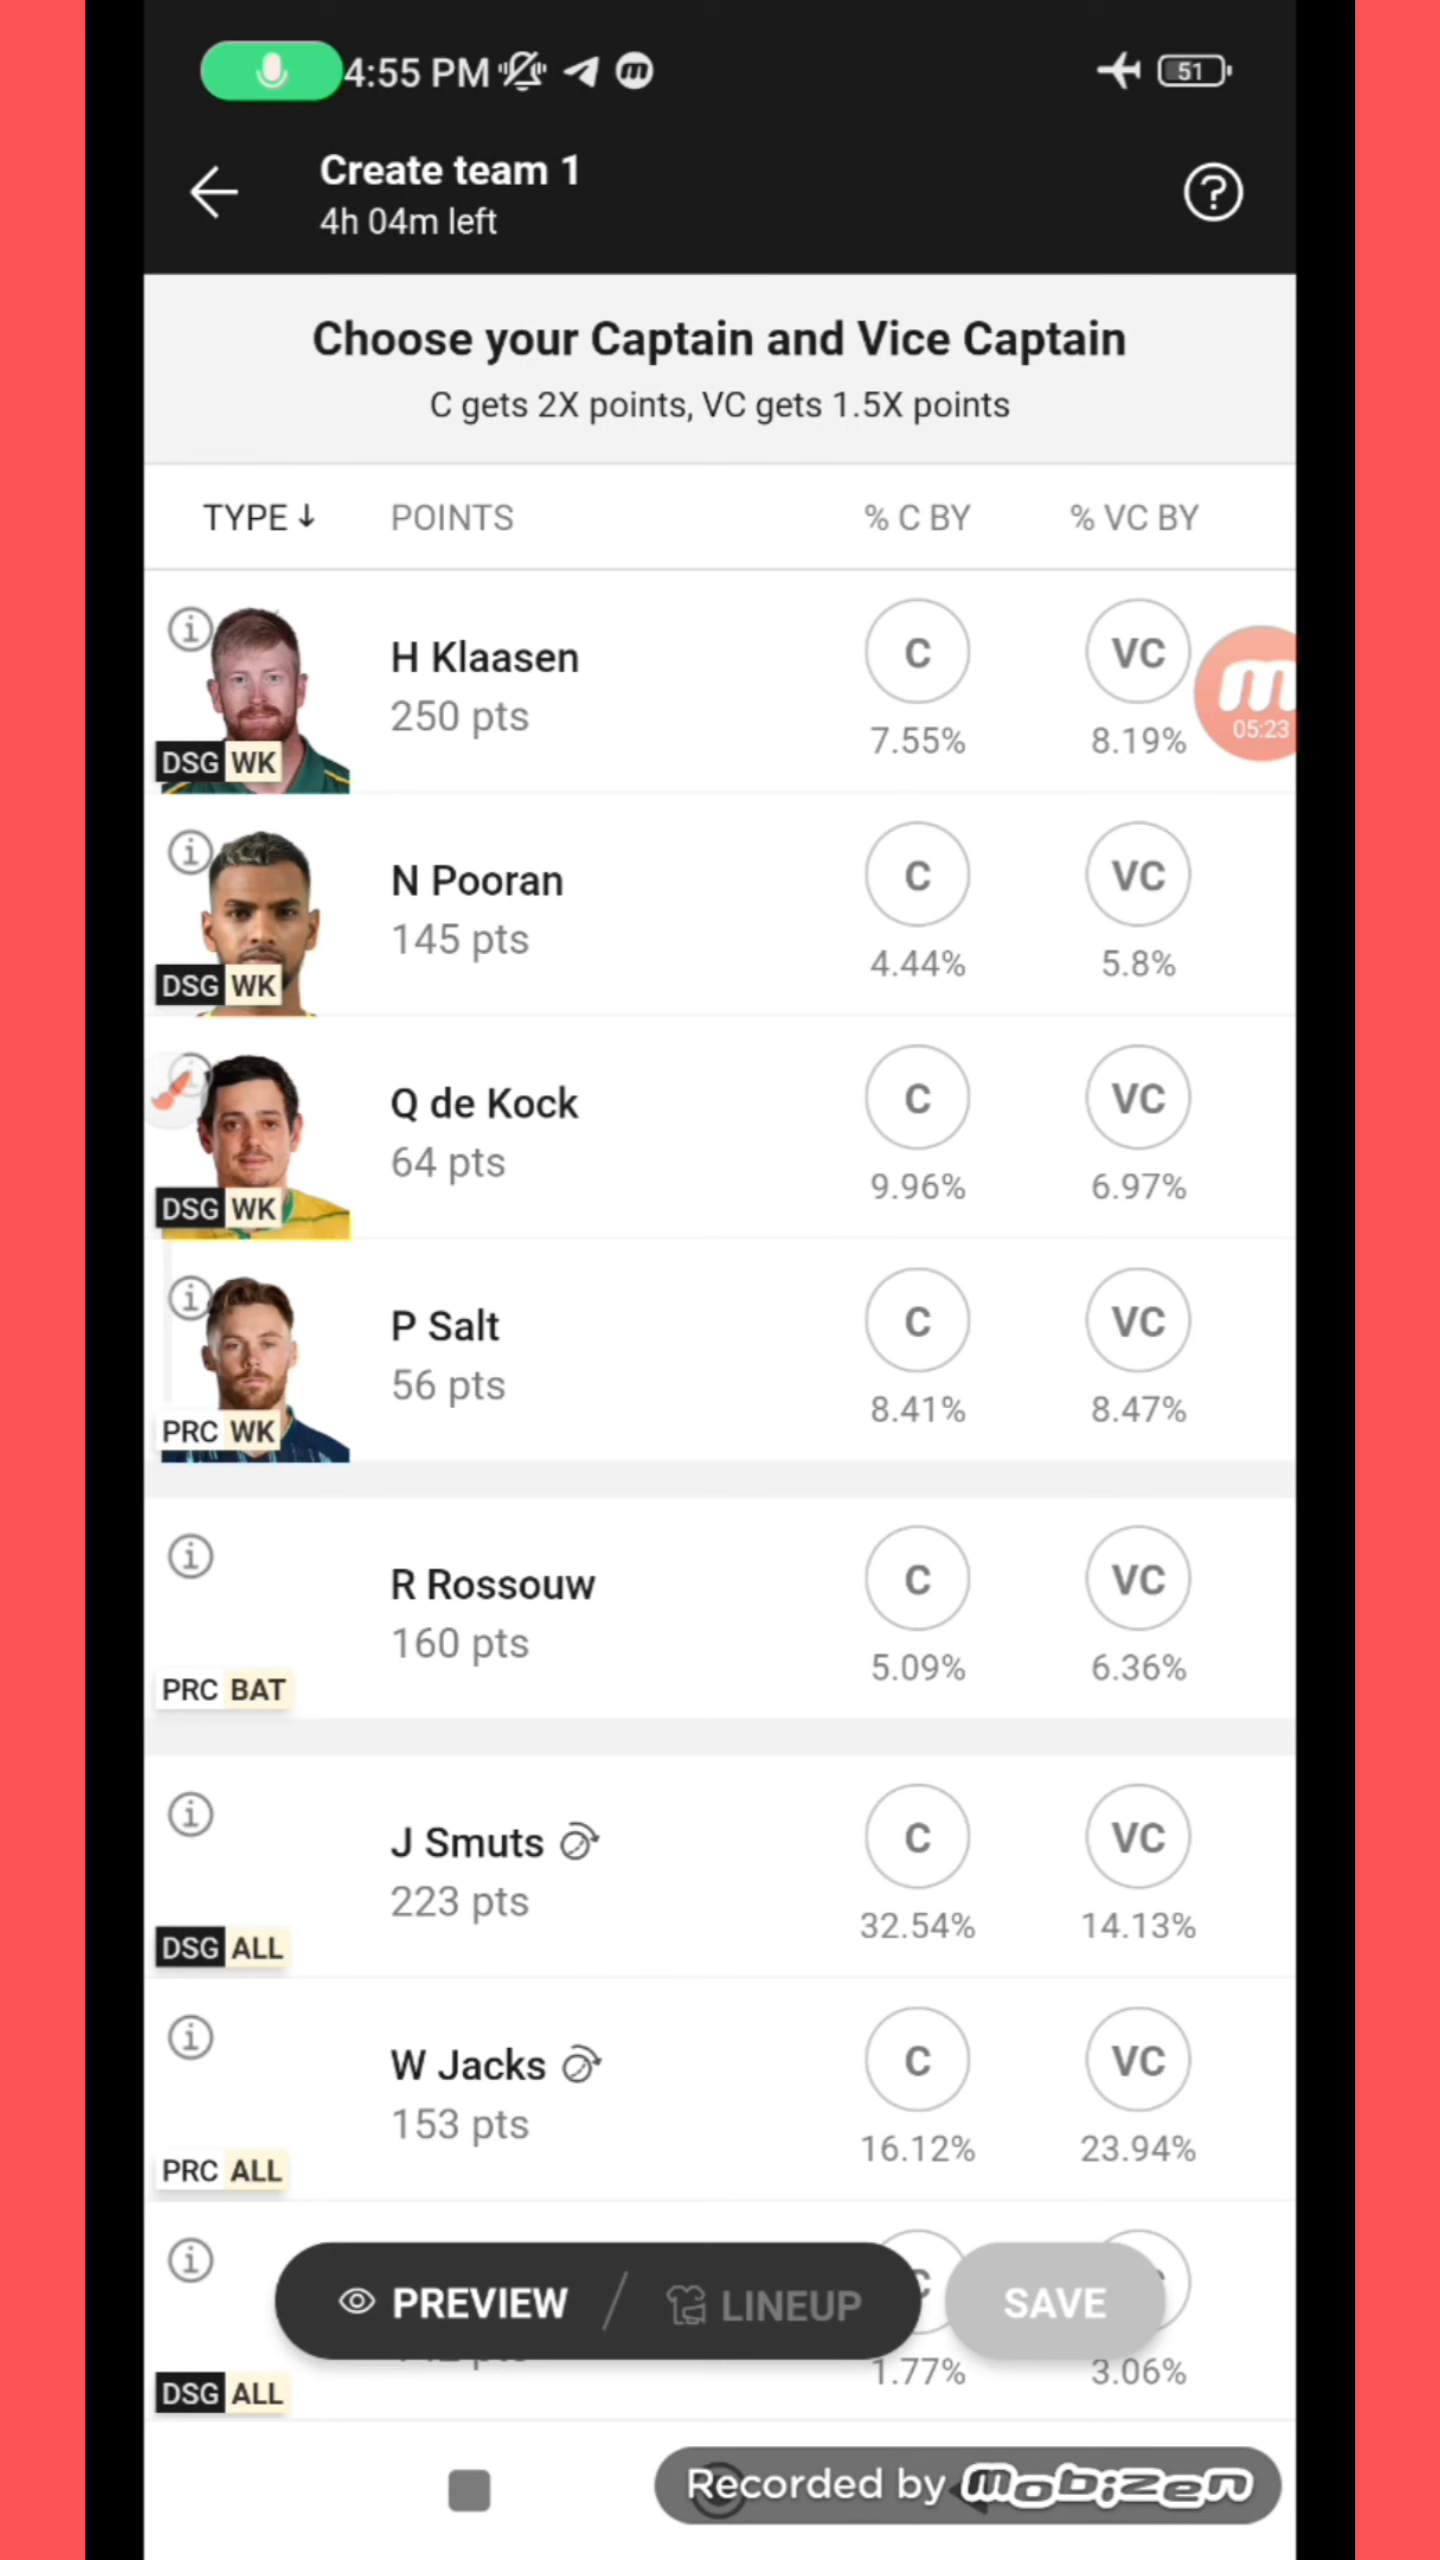 4:55 PM
51
Create team 1
4h 04m left
Choose your Captain and Vice Captain
C gets 2X points, VC gets 1.5X points
TYPE POINTS % C BY % VC BY
H Klaasen
250 pts
C VC
7.55% 8.19%
DSG WK
m
05:23
N Pooran
145 pts
C VC
4.44% 5.8%
DSG WK
Q de Kock
64 pts
C VC
9.96% 6.97%
DSG WK
P Salt
56 pts
C VC
8.41% 8.47%
PRC WK
R Rossouw
160 pts
C VC
5.09% 6.36%
PRC BAT
J Smuts
223 pts
C VC
32.54% 14.13%
DSG ALL
W Jacks
153 pts
C VC
16.12% 23.94%
PRC ALL
PREVIEW / LINEUP SAVE
1.77% 3.06%
DSG ALL
Recorded by mobizen